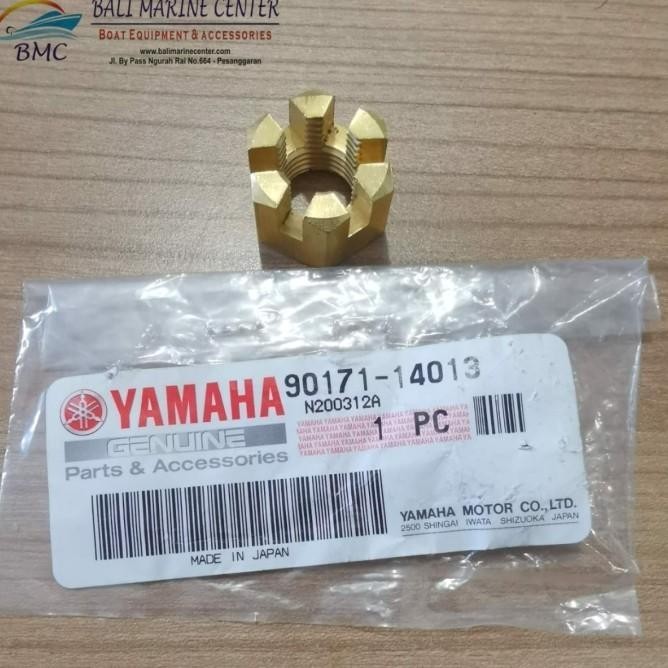 BALI MARINE CENTER
BOAT EQUIPMENT & ACCESSORIES
BMC
www.balimarinecenter.com
Jl. By Pass Ngurah Rai No.664 - Pesanggaran
YAMAHA
90171-14013
N200312A
GENUINE
1 PC
Parts & Accessories
YAMAHA MOTOR CO., LTD.
2500 SHINGAI IWATA SHIZUOKA JAPAN
MADE IN JAPAN